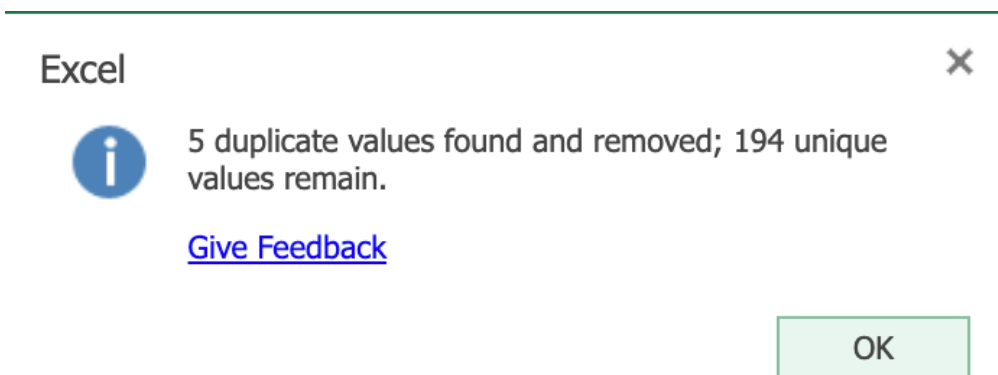 Excel
5 duplicate values found and removed; 194 unique
values remain.
Give Feedback
OK